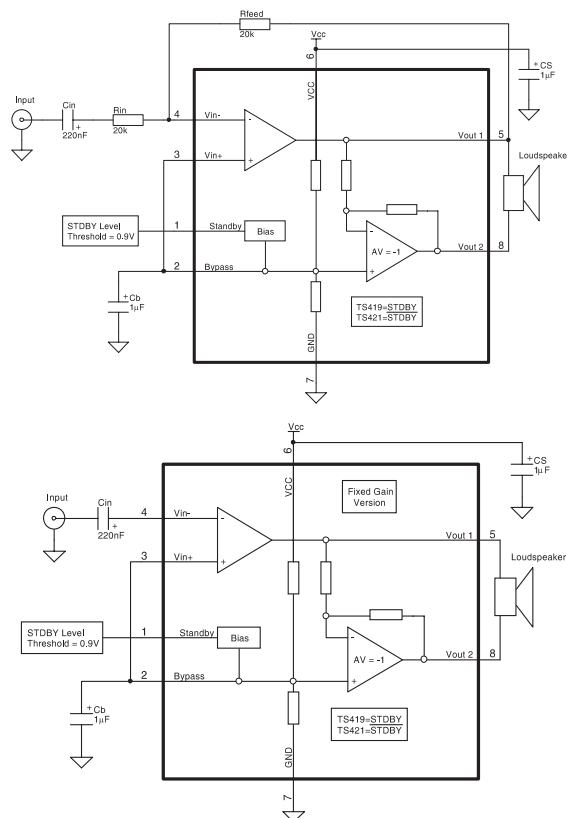 Rfeed
20k
Vcc
6
CS
1µF
+
Input
Cin
+
220nF
Rin
20k
4
Vin-
-
VCC
Vout 1
5
Loudspeake
3
Vin+
+
STDBY Level
Threshold = 0.9V
1
Standby
Bias
-
AV = -1
+
Vout 2
8
2
Bypass
+
Cb
1µF
TS419=STDBY
TS421=STDBY
GND
7
Vcc
6
+
CS
1µF
VCC
Fixed Gain
Version
Input
Cin
+
220nF
4
Vin-
-
Vout 1
5
Loudspeaker
3
Vin+
+
STDBY Level
Threshold = 0.9V
1
Standby
Bias
-
AV = -1
+
Vout 2
8
2
Bypass
+
Cb
1µF
TS419=STDBY
TS421=STDBY
GND
7